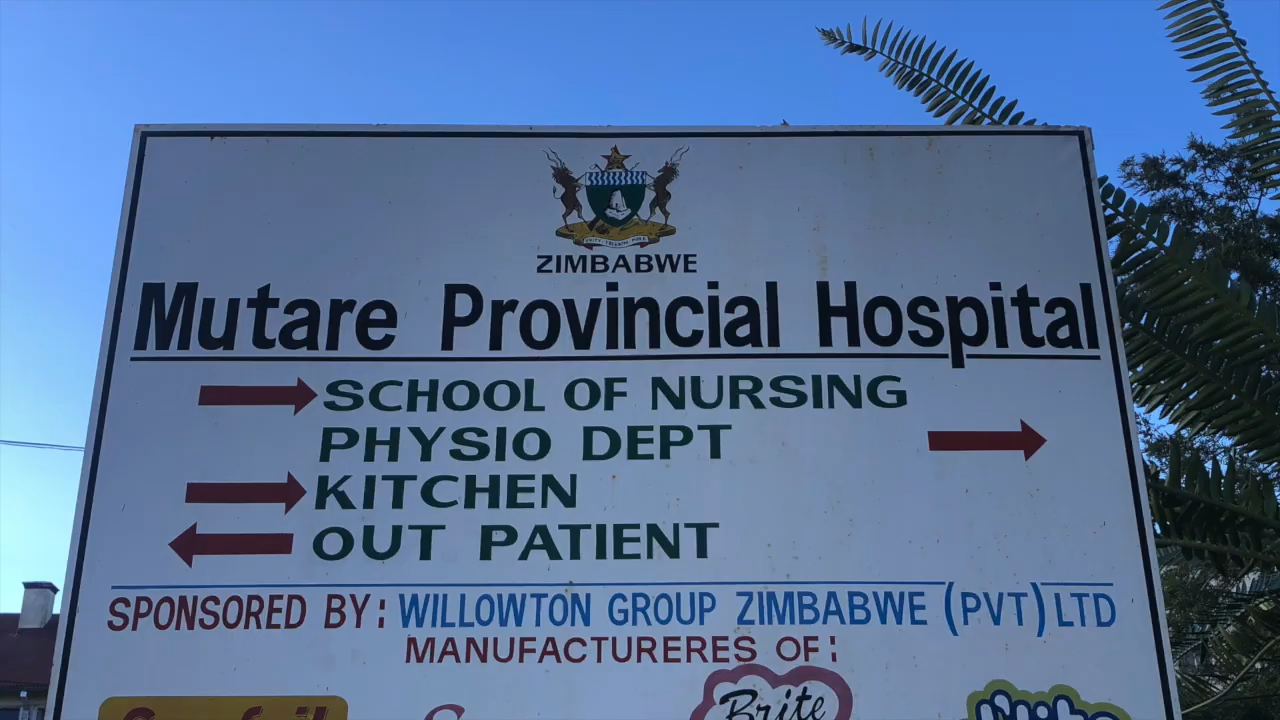 ZIMBABWE
Mutare Provincial Hospital
SCHOOL OF NURSING
PHYSIO DEPT
KITCHEN
OUT PATIENT
SPONSORED BY: WILLOWTON GROUP ZIMBABWE (PVT) LTD
MANUFACTURERES OF:
Brite